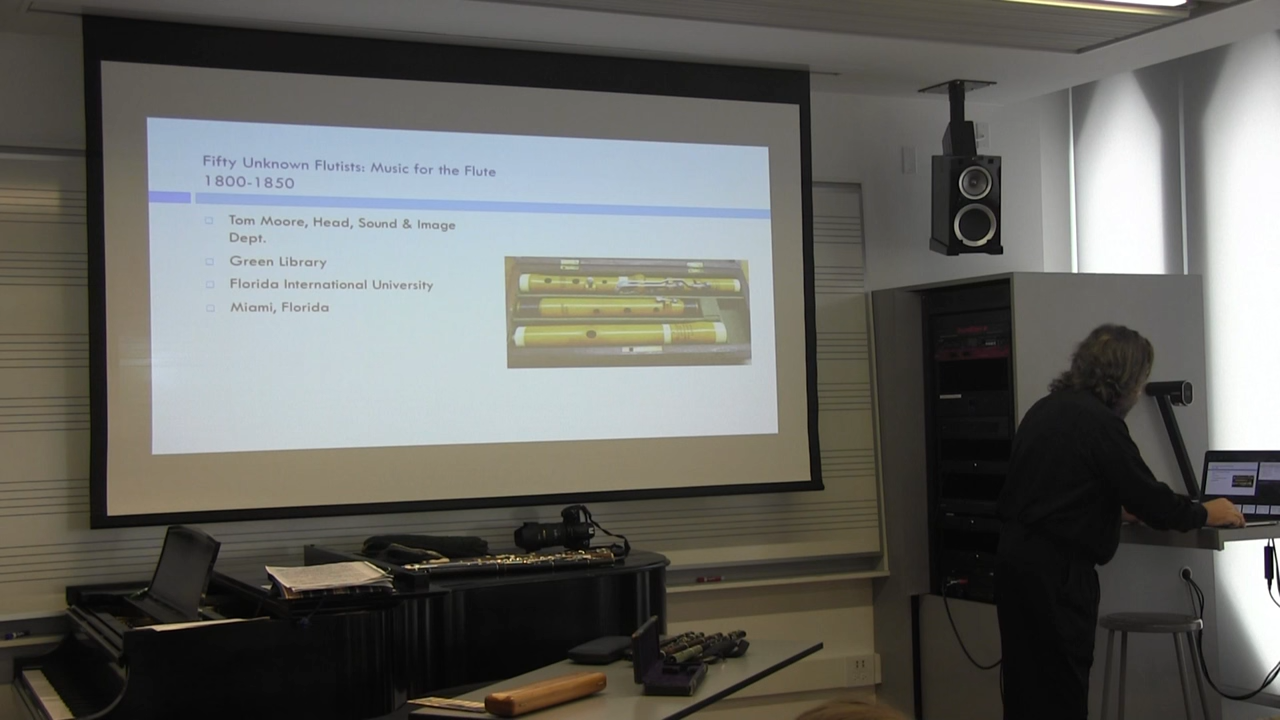 Fifty Unknown Flutists: Music for the Flute
1800-1850
Tom Moore, Head, Sound & Image
Dept.
Green Library
Florida International University
Miami, Florida